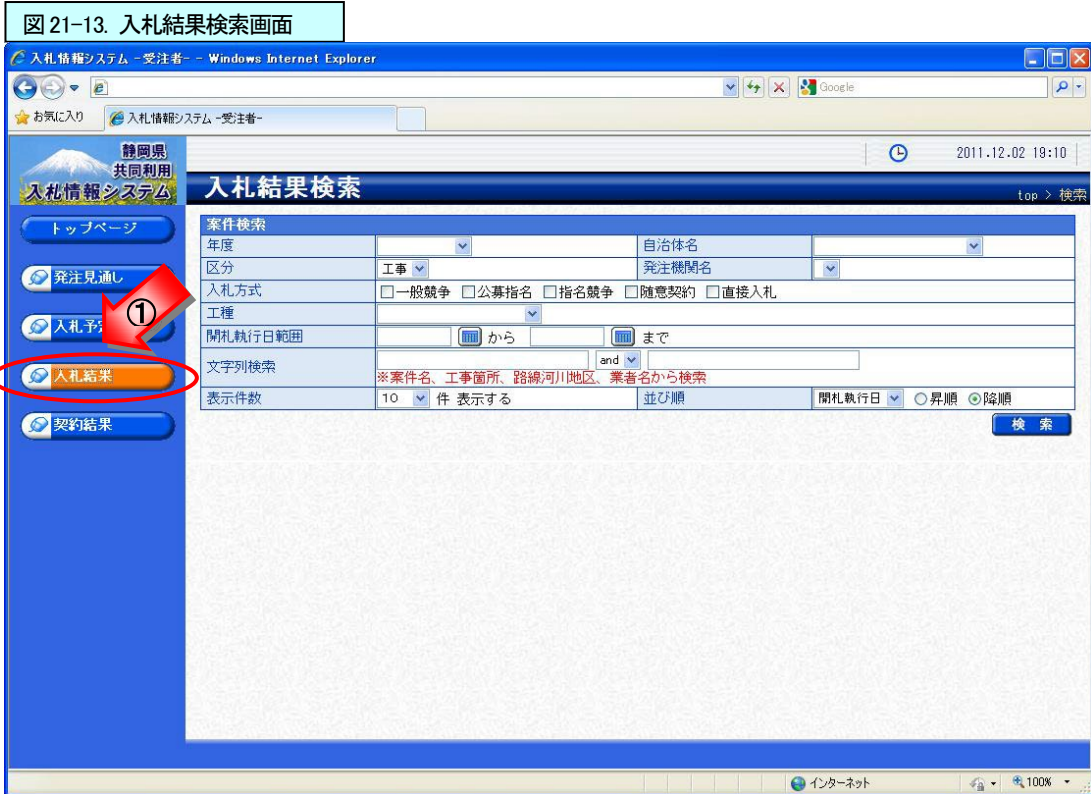 図 21-13. 入札結果検索画面
入札情報システム -受注者- - Windows Internet Explorer
Google
お気に入り
入札情報システム -受注者-
静岡県
共同利用
入札情報システム
2011.12.02 19:10
入札結果検索
top > 検索
トップページ
発注見通し
①
入札予
入札結果
契約結果
案件検索
年度
自治体名
区分
工事
発注機関名
入札方式
一般競争
公募指名
指名競争
随意契約
直接入札
工種
開札執行日範囲
から
まで
文字列検索
and
※案件名、工事箇所、路線河川地区、業者名から検索
表示件数
10
件 表示する
並び順
開札執行日
昇順
降順
検 索
インターネット
100%